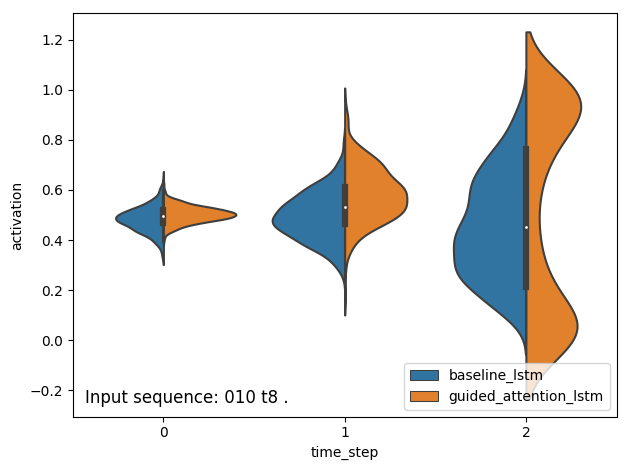 1.2
1.0
0.8
0.6
0.4
0.2
0.0
−0.2
activation
Input sequence: 010 t8 .
baseline_lstm
guided_attention_lstm
0
1
2
time_step